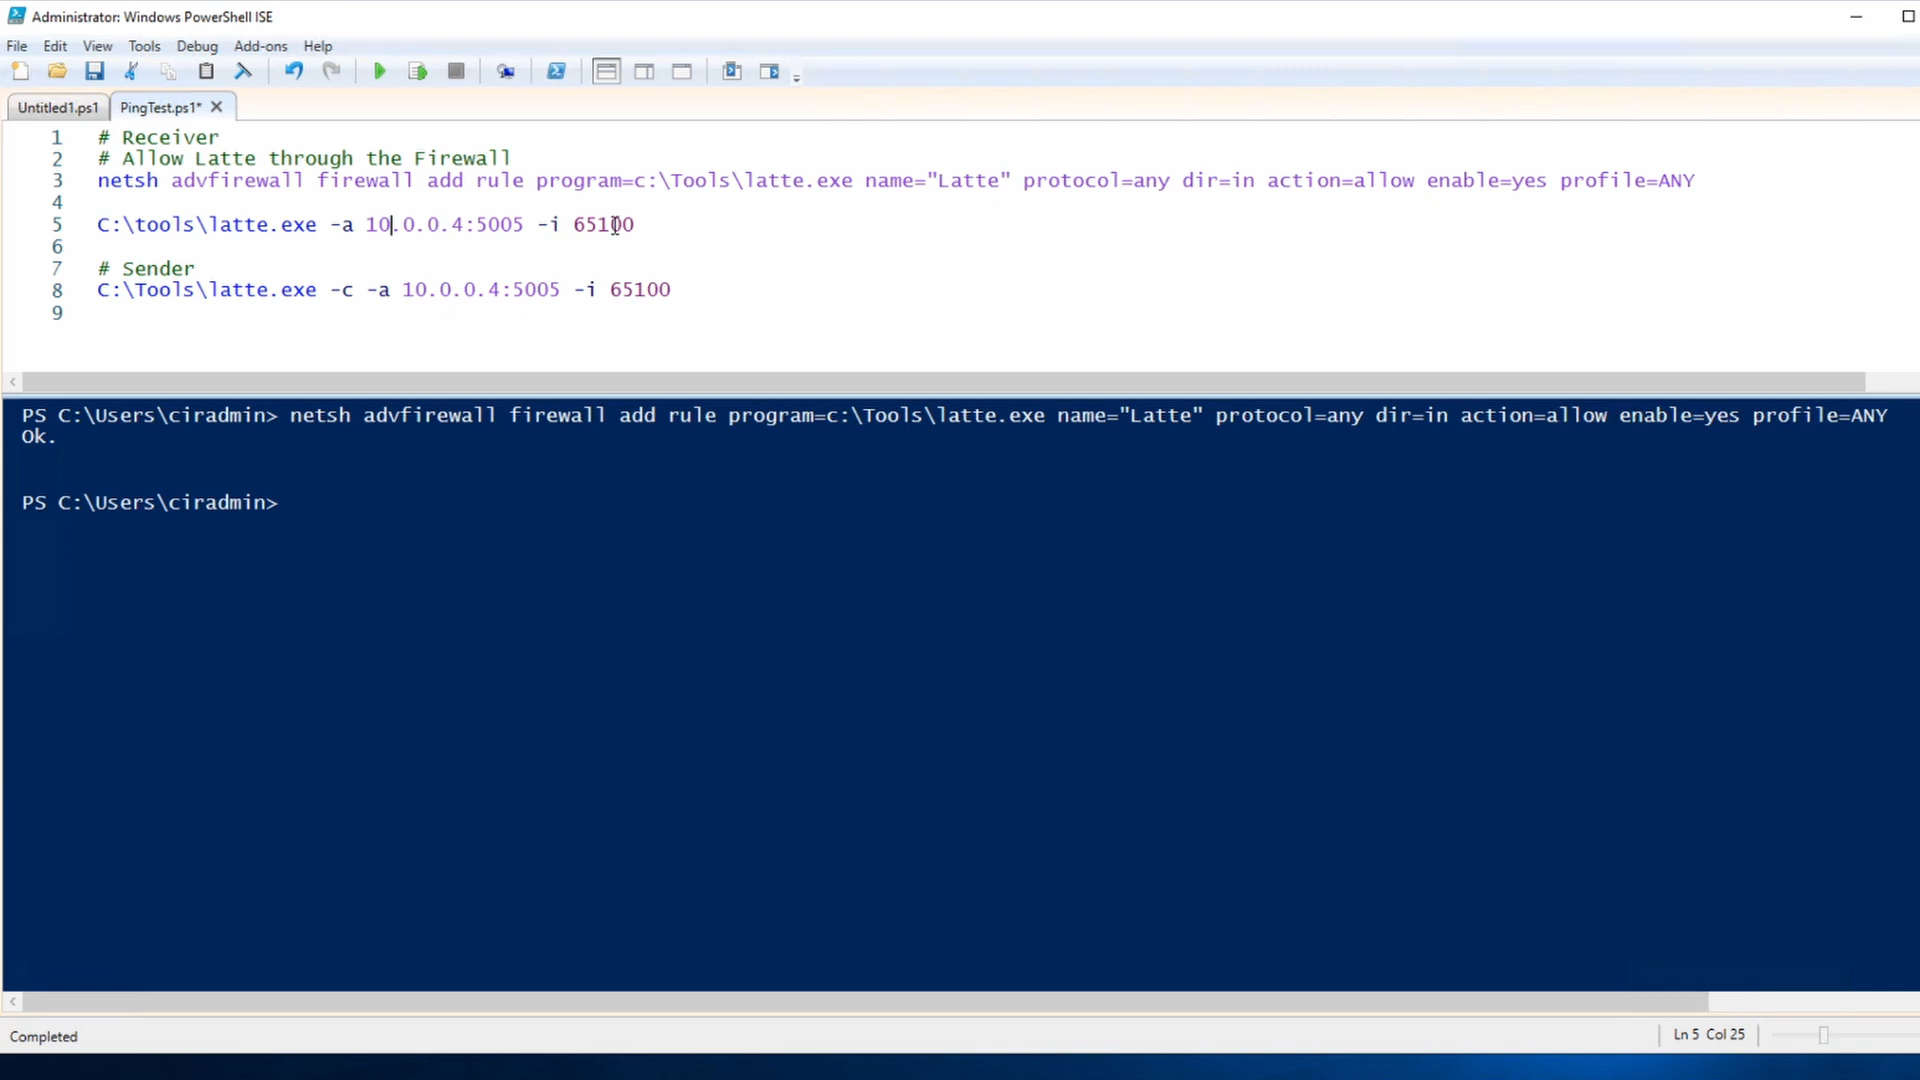 Administrator: Windows PowerShell ISE
File Edit View Tools Debug Add-ons Help
Untitled1.ps1 PingTest.ps1*
1 # Receiver
2 # Allow Latte through the Firewall
3 netsh advfirewall firewall add rule program=c:\Tools\latte.exe name="Latte" protocol=any dir=in action=allow enable=yes profile=ANY
4
5 C:\tools\latte.exe -a 10.0.0.4:5005 -i 65100
6
7 # Sender
8 C:\Tools\latte.exe -c -a 10.0.0.4:5005 -i 65100
9
PS C:\Users\ciradmin> netsh advfirewall firewall add rule program=c:\Tools\latte.exe name="Latte" protocol=any dir=in action=allow enable=yes profile=ANY
Ok.
PS C:\Users\ciradmin>
Completed
Ln 5 Col 25